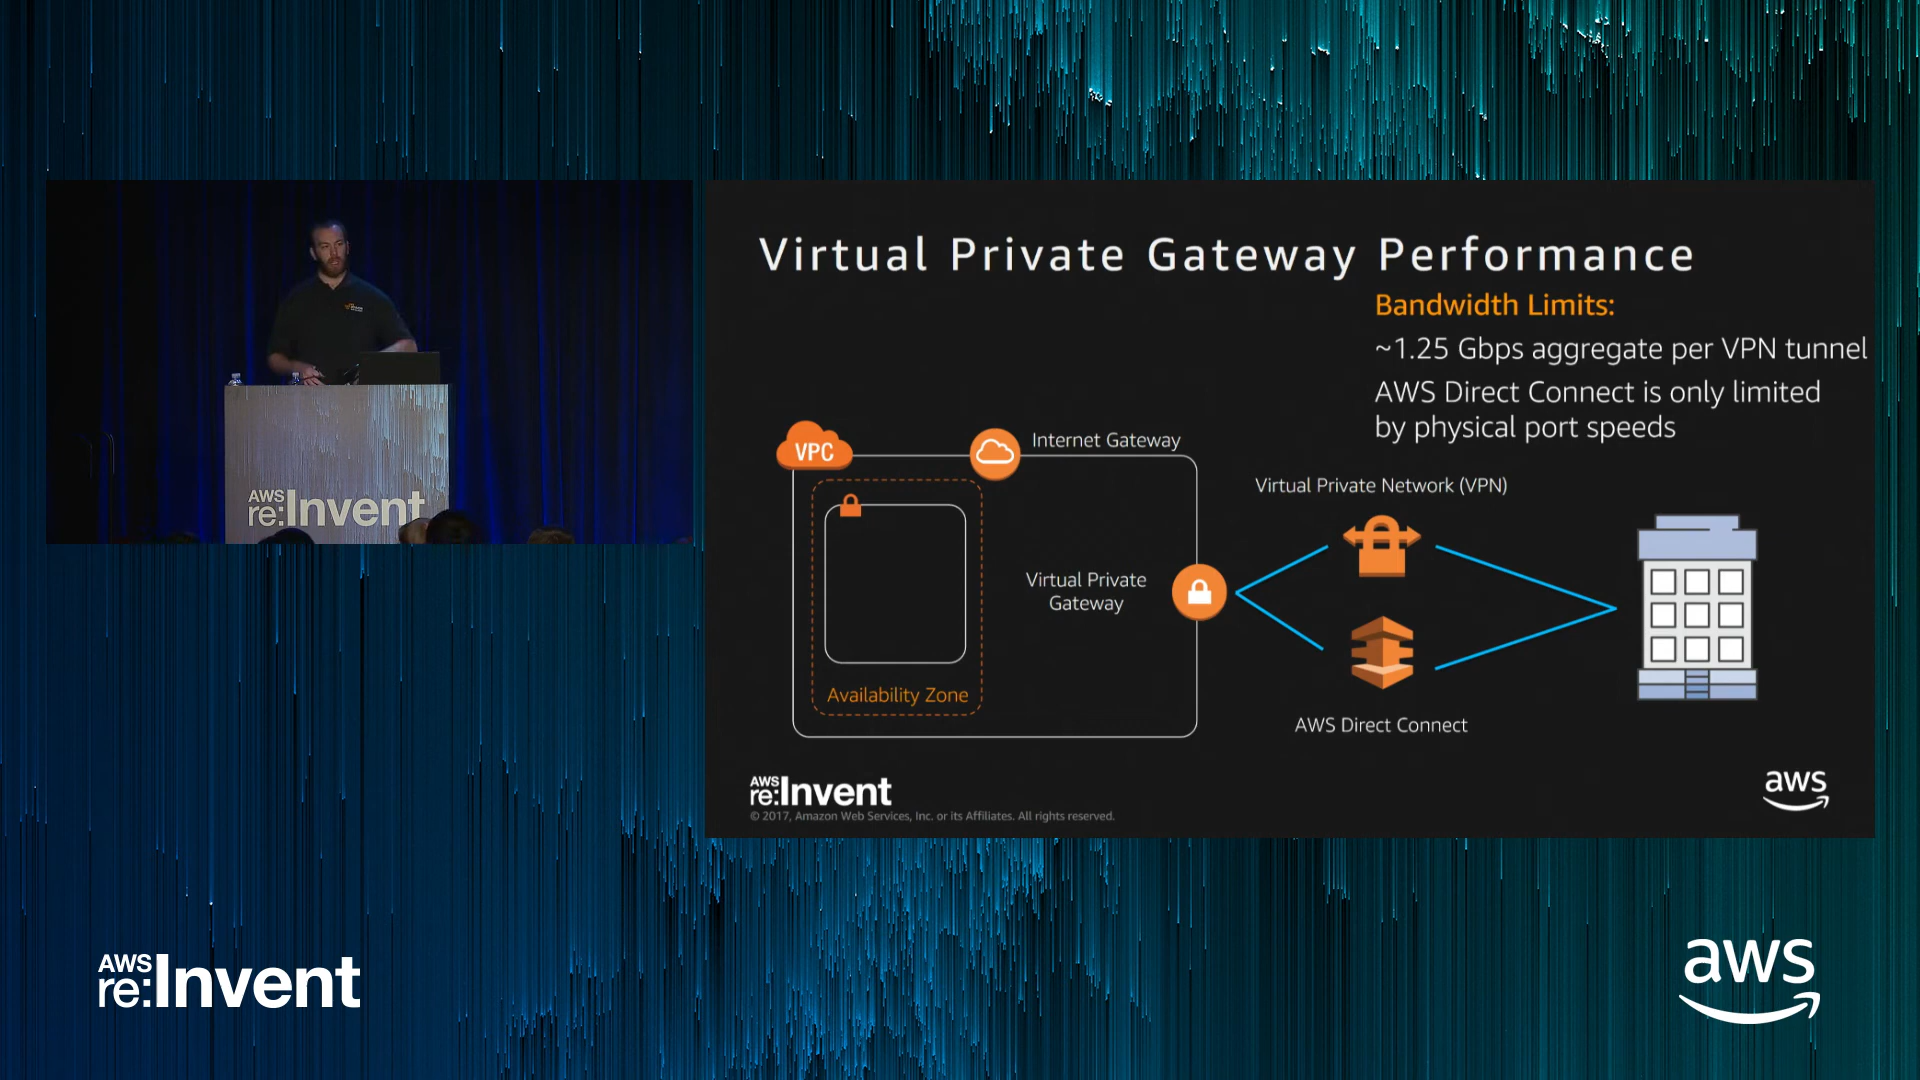 Virtual Private Gateway Performance
Bandwidth Limits:
~1.25 Gbps aggregate per VPN tunnel
AWS Direct Connect is only limited
by physical port speeds
VPC
Internet Gateway
Virtual Private Network (VPN)
Virtual Private
Gateway
Availability Zone
AWS Direct Connect
AWS
re:Invent
© 2017, Amazon Web Services, Inc. or its Affiliates. All rights reserved.
aws
AWS
re:Invent
AWS
re:Invent
aws